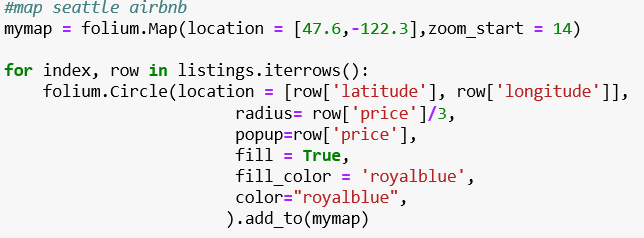 #map seattle airbnb
mymap = folium.Map(location = [47.6,-122.3],zoom_start = 14)

for index, row in listings.iterrows():
    folium.Circle(location = [row['latitude'], row['longitude']],
                        radius= row['price']/3,
                        popup=row['price'],
                        fill = True,
                        fill_color = 'royalblue',
                        color="royalblue",
                       ).add_to(mymap)